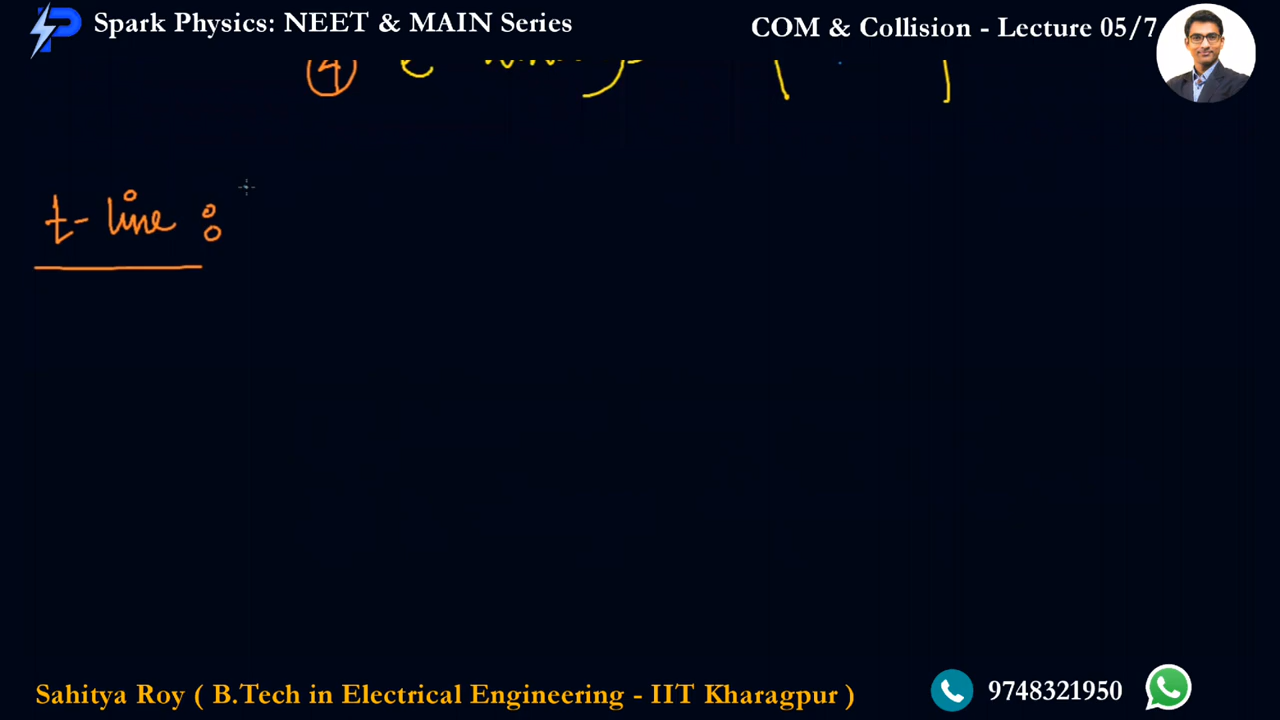 Spark Physics: NEET & MAIN Series
COM & Collision - Lecture 05/7
④
t-line :
Sahitya Roy ( B.Tech in Electrical Engineering - IIT Kharagpur )
9748321950